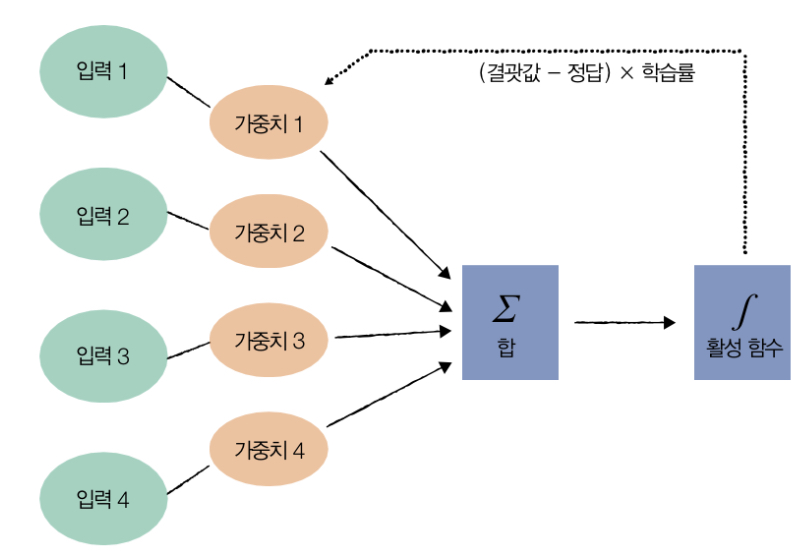 입력 1
가중치 1
(결괏값 – 정답) × 학습률
입력 2
가중치 2
입력 3
가중치 3
입력 4
가중치 4
Σ
합
∫
활성 함수